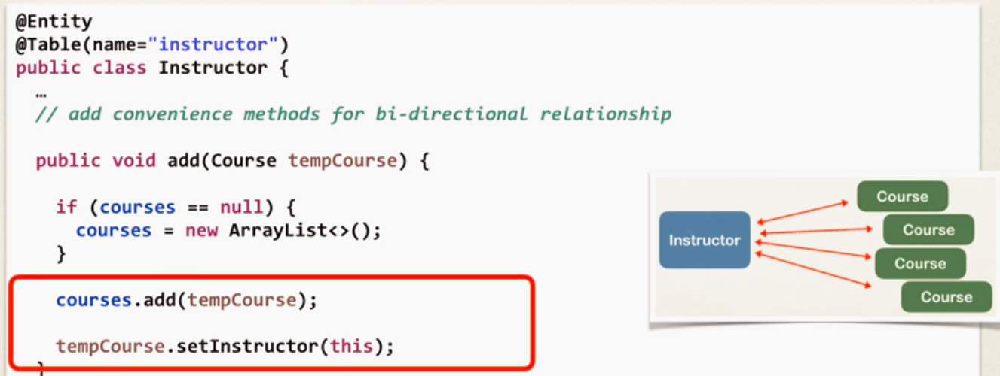 @Entity
@Table(name="instructor")
public class Instructor {
…
// add convenience methods for bi-directional relationship
public void add(Course tempCourse) {
if (courses == null) {
courses = new ArrayList<>();
}
courses.add(tempCourse);
tempCourse.setInstructor(this);
}
Instructor
Course
Course
Course
Course